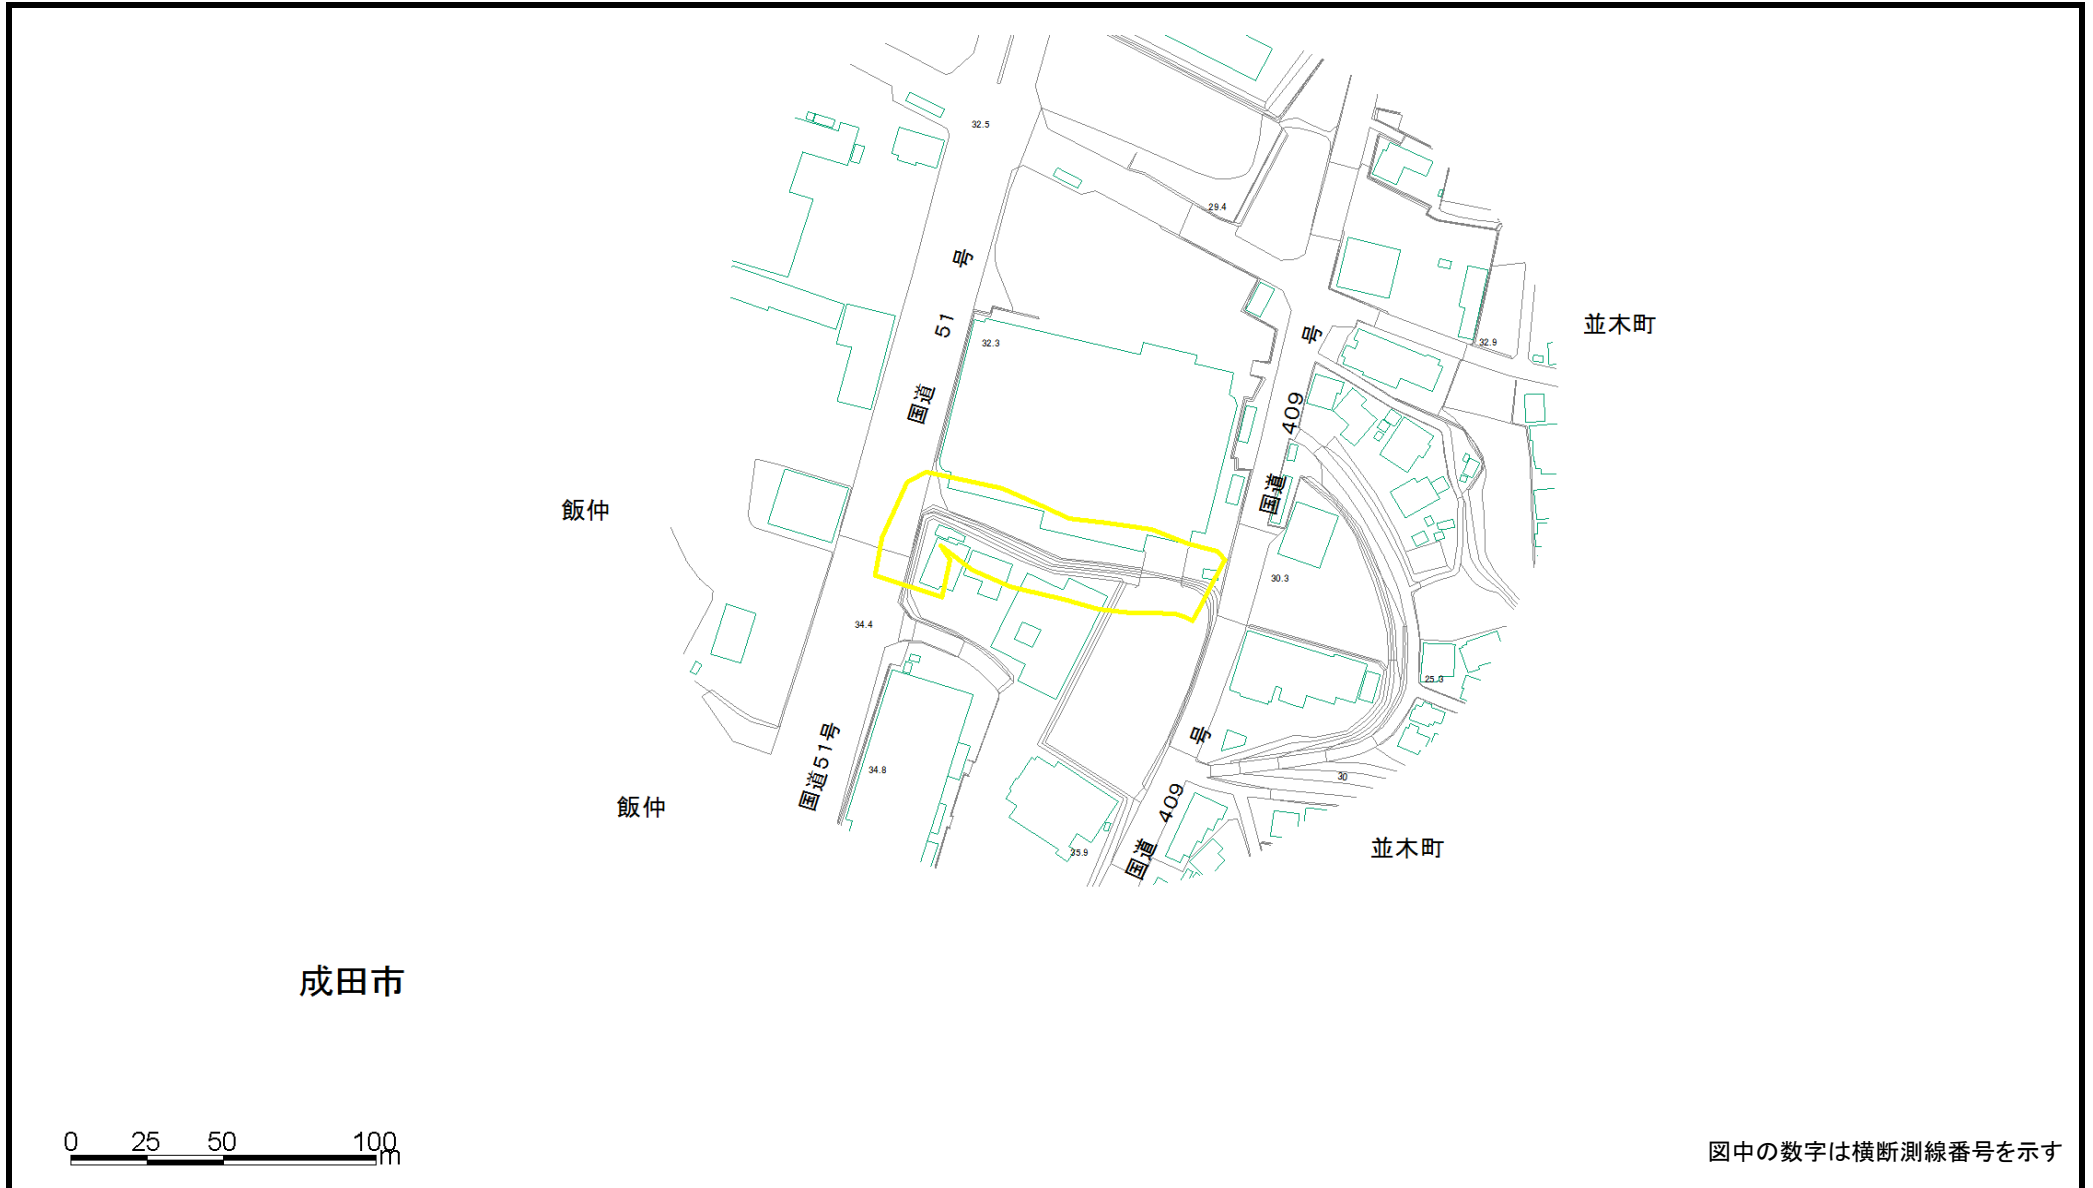 32.5
29.4
国道 51 号
32.3
並木町
32.9
国道 409 号
飯仲
30.3
34.4
25.3
国道51号
34.8
国道 409 号
30
飯仲
並木町
35.9
成田市
0 25 50 100
m
図中の数字は横断測線番号を示す